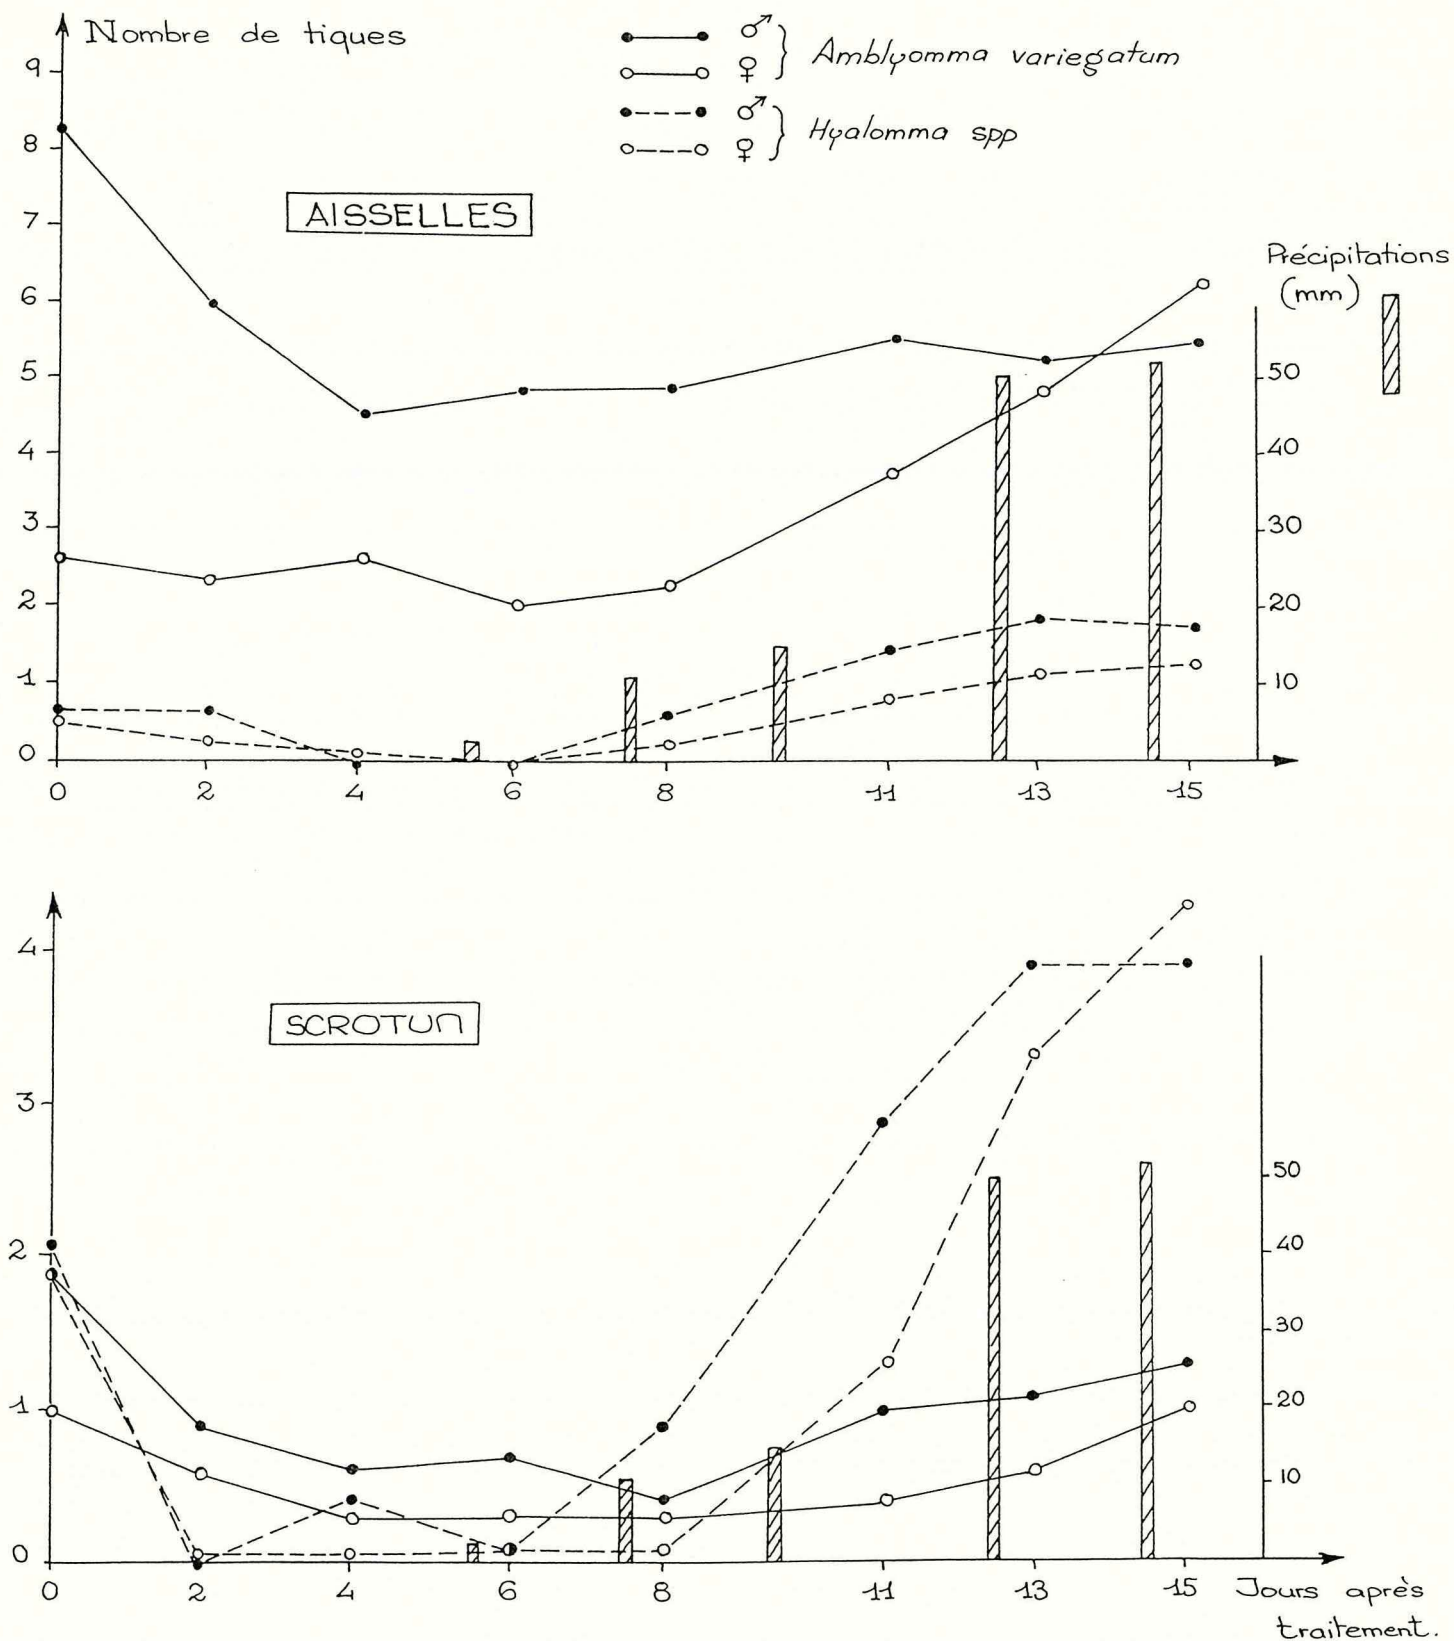 Nombre de tiques
♂
♀
Amblyomma variegatum
♂
♀
Hyalomma spp
AISSELLES
Précipitations
(mm)
9
8
7
6
5
4
3
2
1
0
50
40
30
20
10
0 2 4 6 8 11 13 15
SCROTUM
4
3
2
1
0
50
40
30
20
10
0 2 4 6 8 11 13 15 Jours après
traitement.